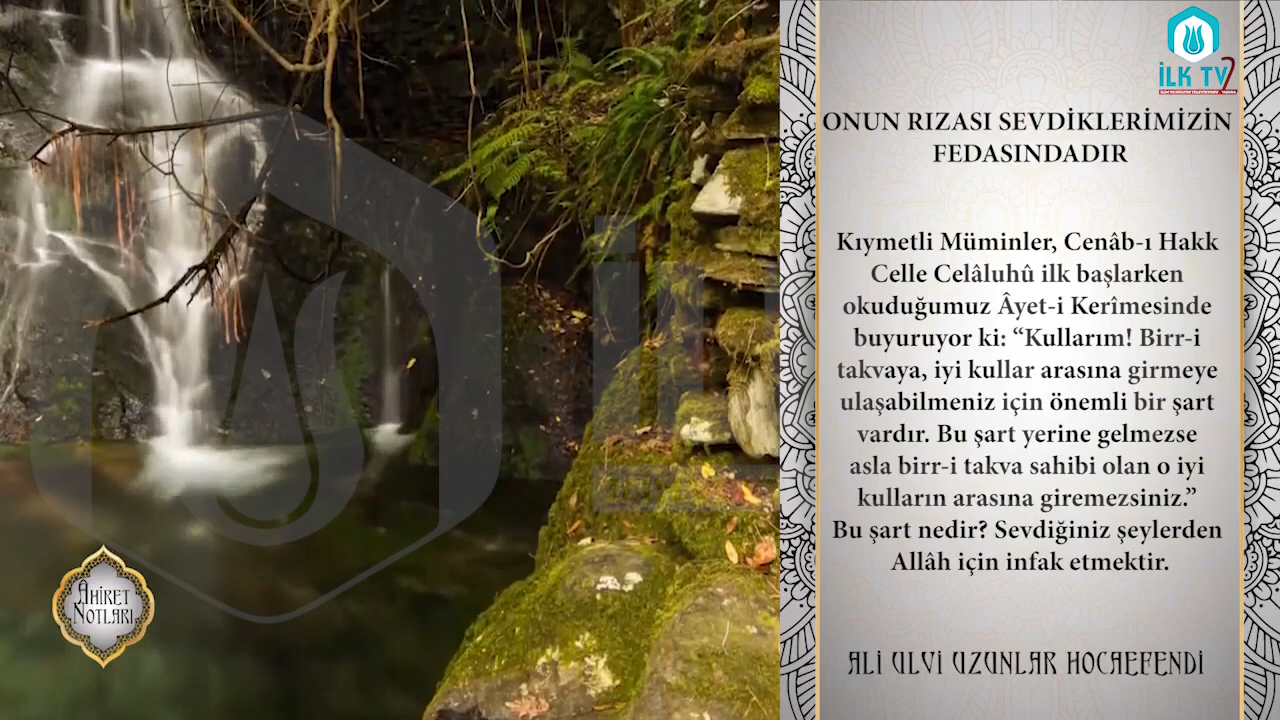 İLK TV2
ONUN RIZASI SEVDİKLERİMİZİN
FEDASINDADIR
Kıymetli Müminler, Cenâb-ı Hakk
Celle Celâluhû ilk başlarken
okuduğumuz Âyet-i Kerîmesinde
buyuruyor ki: “Kullarım! Birr-i
takvaya, iyi kullar arasına girmeye
ulaşabilmeniz için önemli bir şart
vardır. Bu şart yerine gelmezse
asla birr-i takva sahibi olan o iyi
kulların arasına giremezsiniz.”
Bu şart nedir? Sevdiğiniz şeylerden
Allâh için infak etmektir.
ALİ ULVİ UZUNLAR HOCAEFENDİ
ÂHİRET
NOTLARI